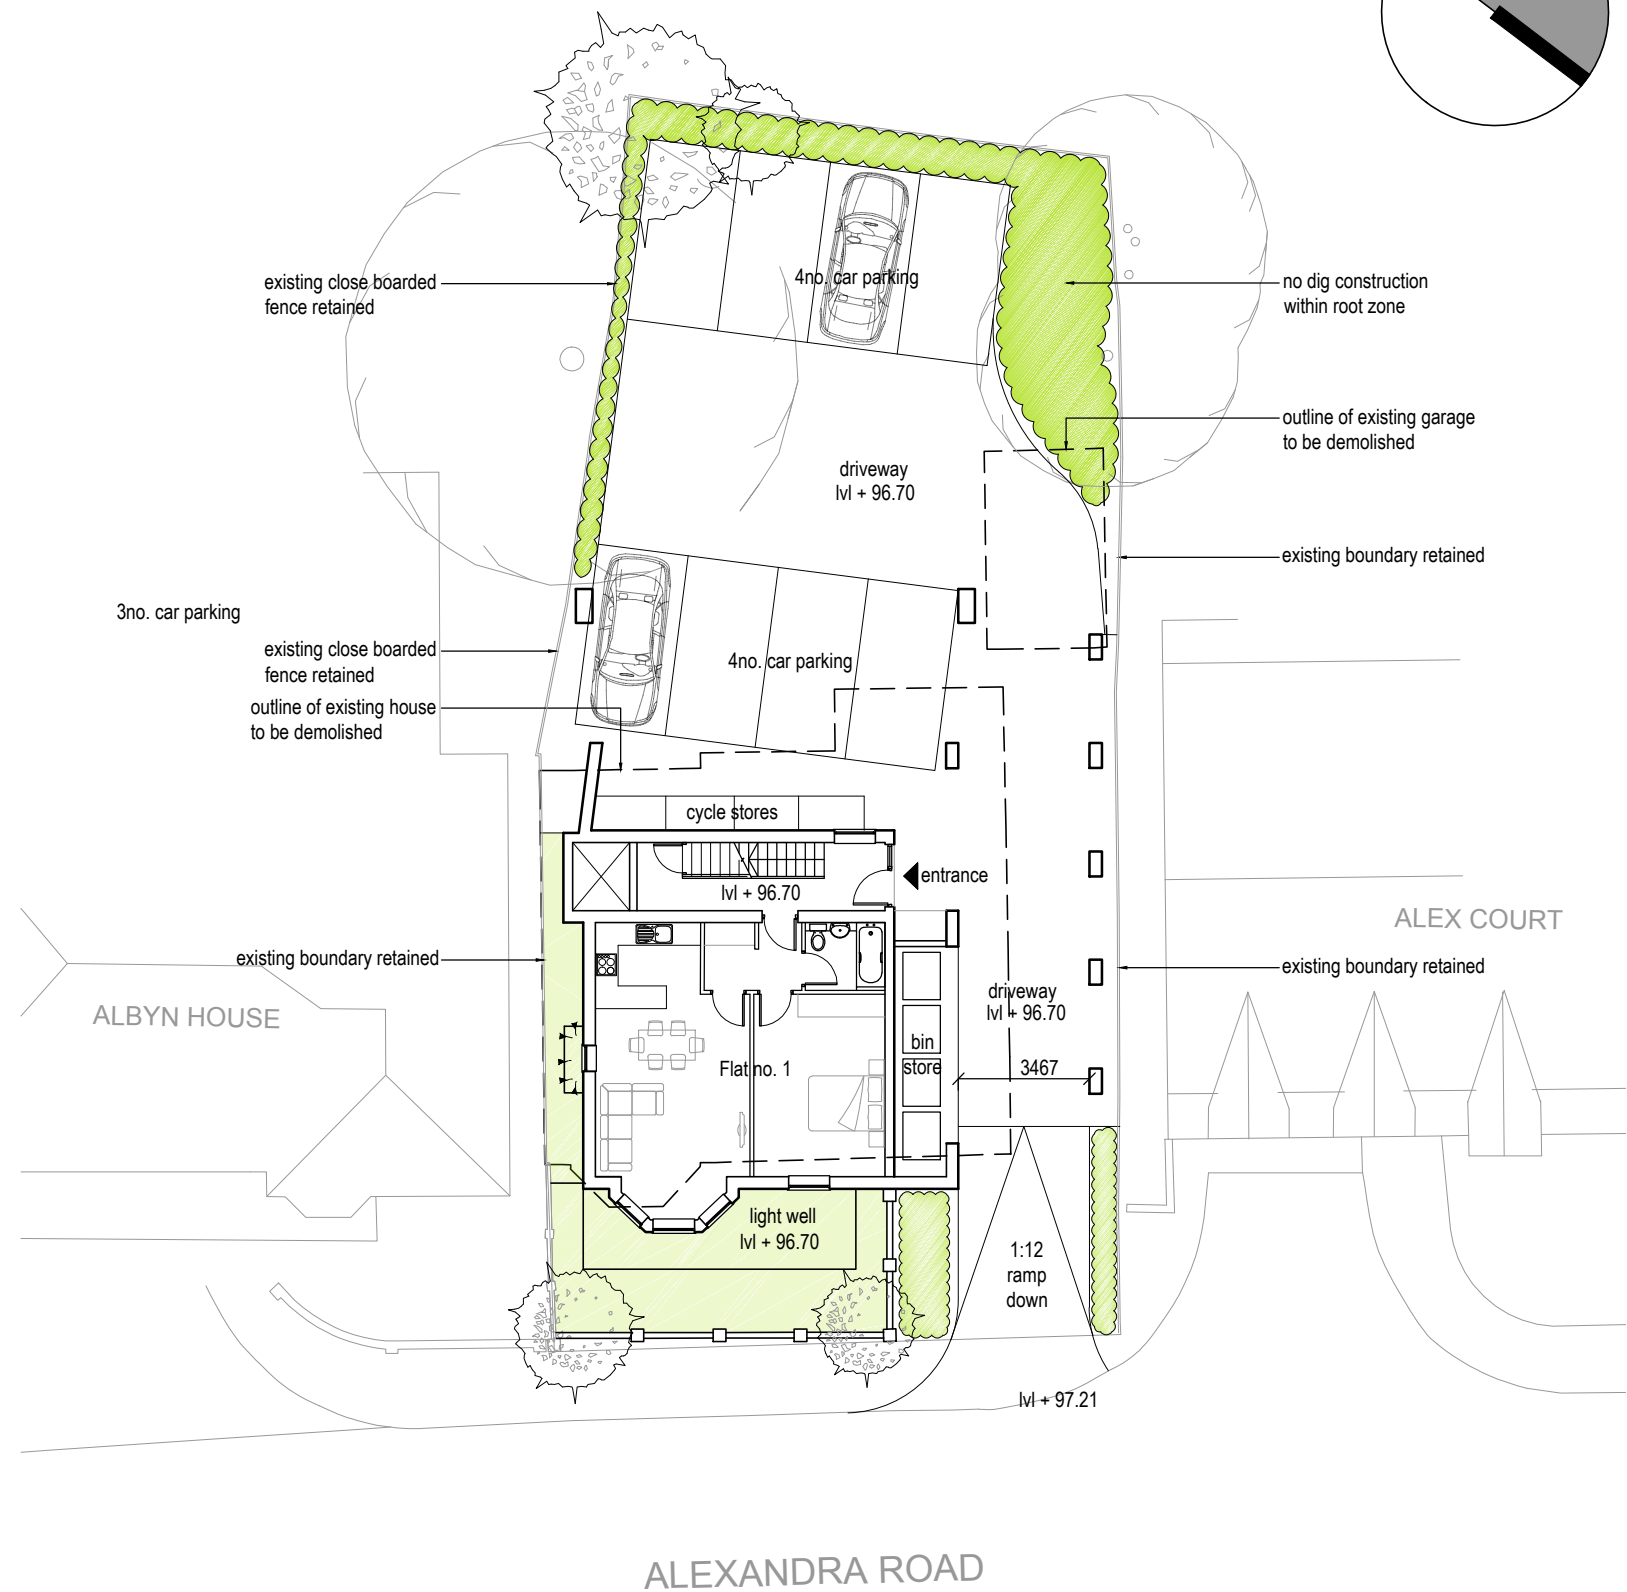 existing close boarded
fence retained
4no. car parking
no dig construction
within root zone
outline of existing garage
to be demolished
driveway
lvl + 96.70
existing boundary retained
3no. car parking
existing close boarded
fence retained
4no. car parking
outline of existing house
to be demolished
cycle stores
lvl + 96.70
entrance
ALEX COURT
existing boundary retained
existing boundary retained
driveway
lvl + 96.70
ALBYN HOUSE
bin
store
Flat no. 1
3467
light well
lvl + 96.70
1:12
ramp
down
lvl + 97.21
ALEXANDRA ROAD